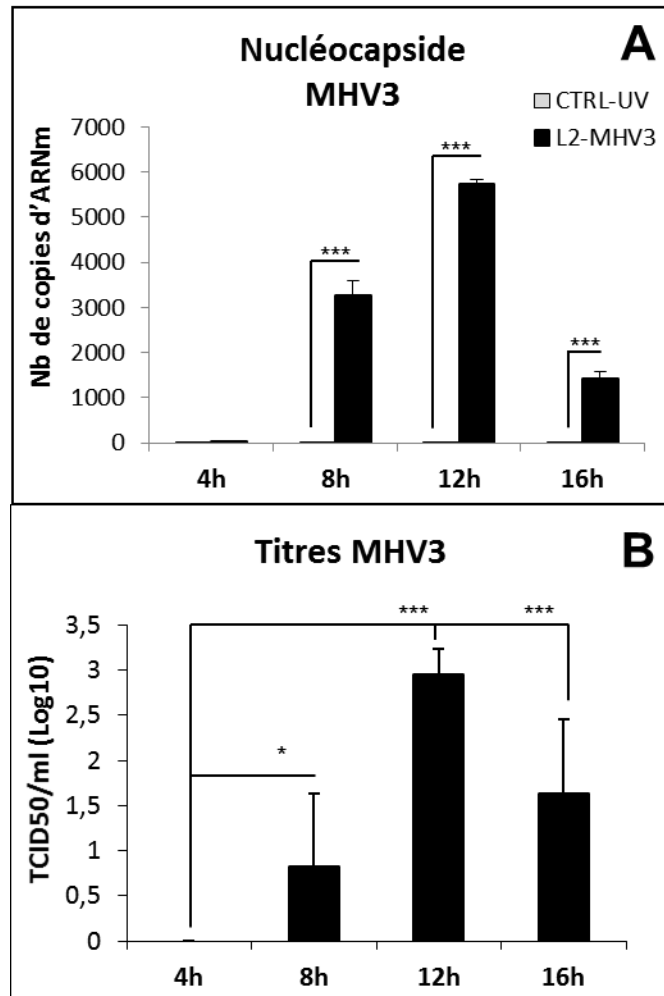 Nucléocapside
MHV3
A
CTRL-UV
L2-MHV3
Nb de copies d'ARNm
7000
6000
5000
4000
3000
2000
1000
0
***
***
***
4h 8h 12h 16h
Titres MHV3
B
TCID50/ml (Log10)
3,5
3
2,5
2
1,5
1
0,5
0
*** ***
*
4h 8h 12h 16h